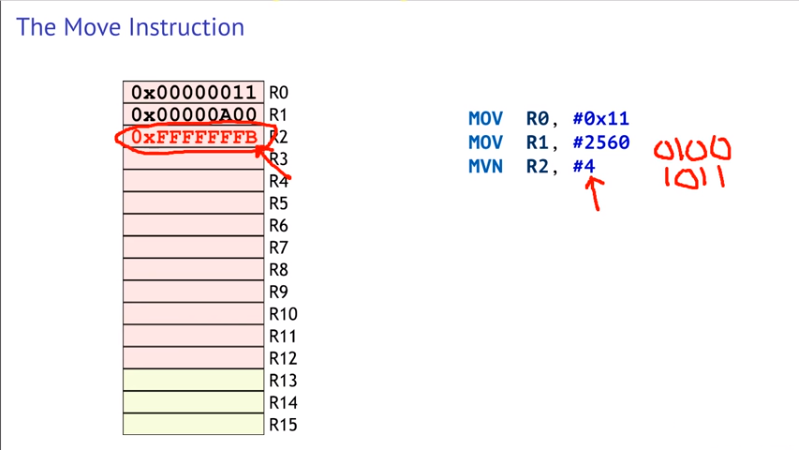 The Move Instruction
0x00000011 R0
0x00000A00 R1
0xFFFFFFFB R2
R3
R4
R5
R6
R7
R8
R9
R10
R11
R12
R13
R14
R15
MOV R0, #0x11
MOV R1, #2560
MVN R2, #4
0100
1011